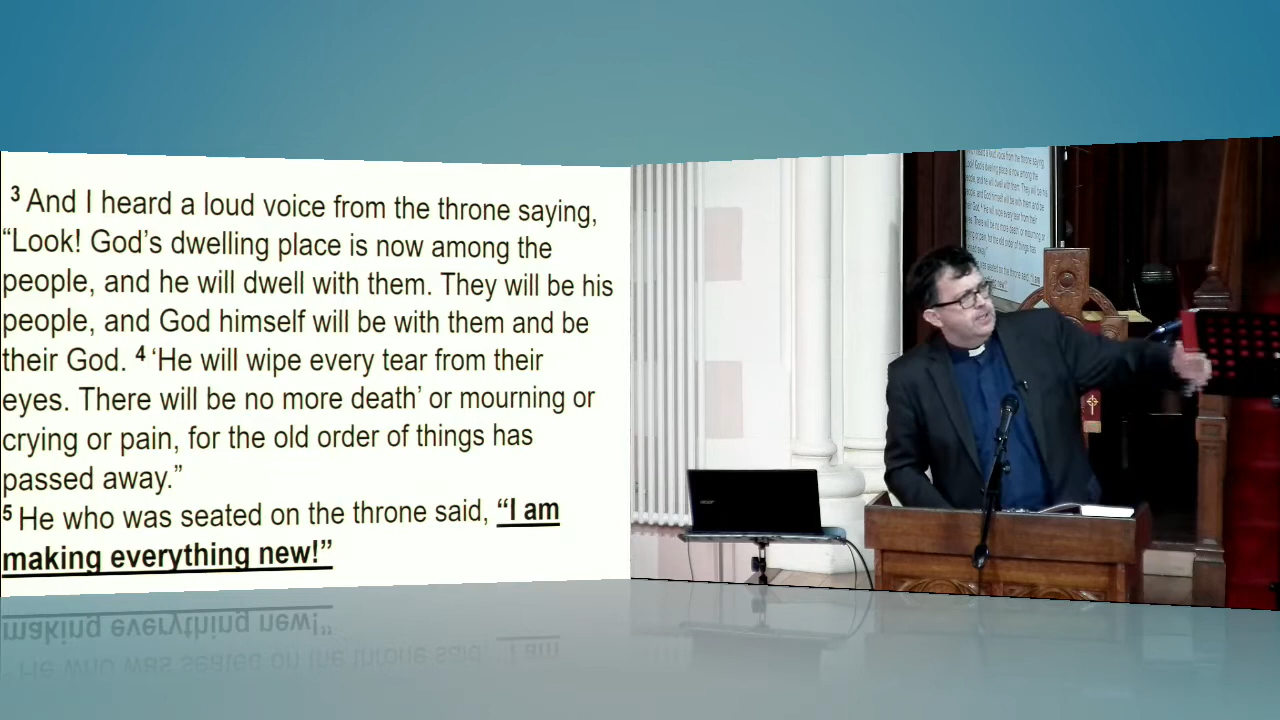 3 And I heard a loud voice from the throne saying,
“Look! God’s dwelling place is now among the
people, and he will dwell with them. They will be his
people, and God himself will be with them and be
their God. 4 ‘He will wipe every tear from their
eyes. There will be no more death’ or mourning or
crying or pain, for the old order of things has
passed away.”
5 He who was seated on the throne said, “I am
making everything new!”